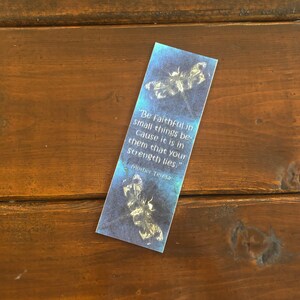 "Be faithful in
small things be-
cause it is in
them that your
strength lies."